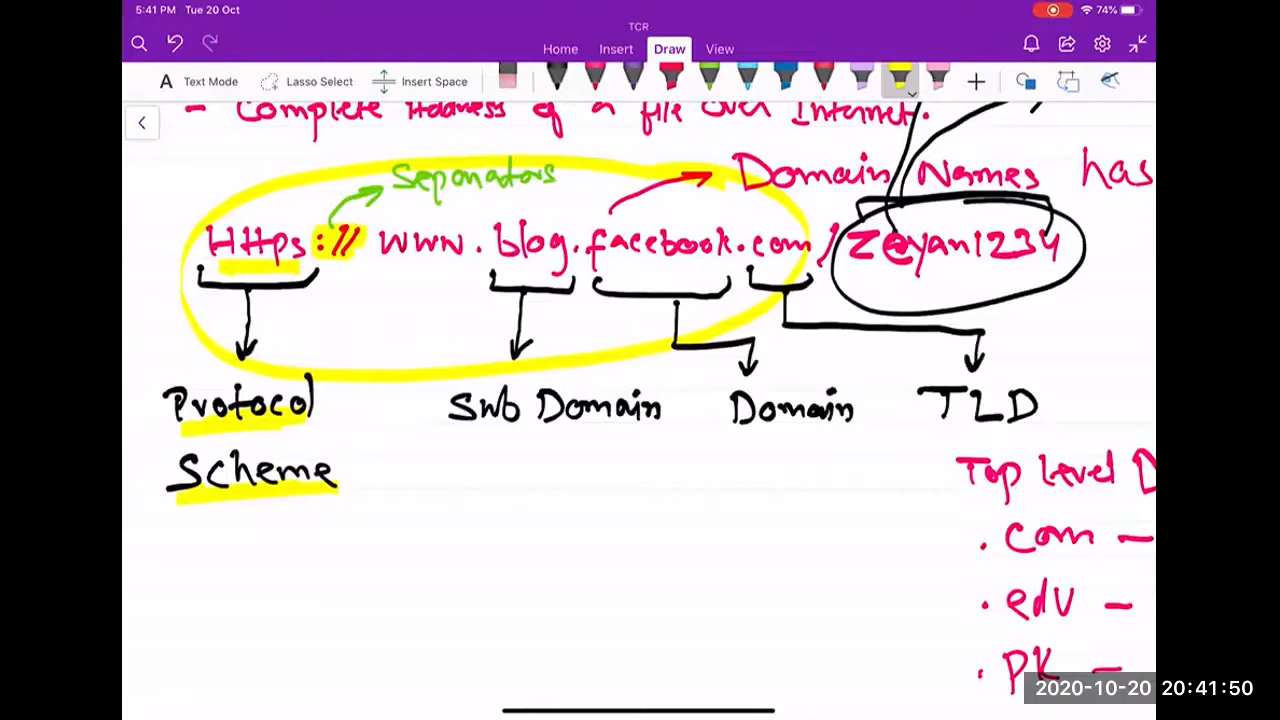 5:41 PM Tue 20 Oct
74%
TCR
Home Insert Draw View
Text Mode Lasso Select Insert Space
- Complete Address of a file over Internet.
Separators
Domain Names has
HttPs :// www.blog.facebook.com / Zeeyan1234
Protocol Sub Domain Domain TLD
Scheme
Top Level D
.com -
.edu -
.PK -
2020-10-20 20:41:50